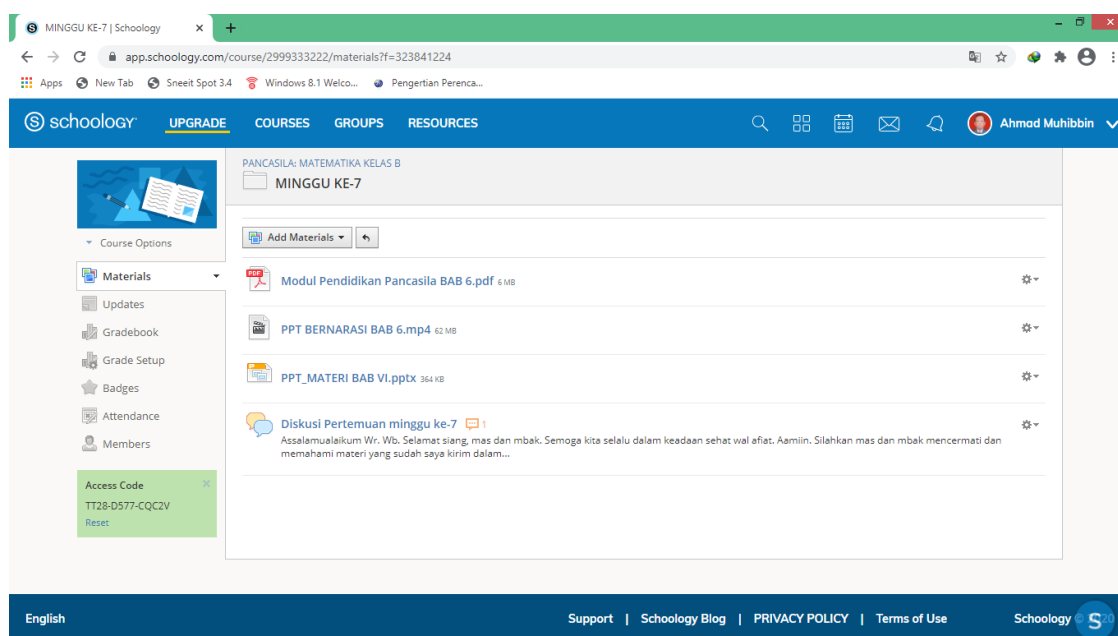 MINGGU KE-7 | Schoology
app.schoology.com/course/2999333222/materials?f=323841224
Apps New Tab Sneeit Spot 3.4 Windows 8.1 Welco... Pengertian Perenca...
S schoology UPGRADE COURSES GROUPS RESOURCES Ahmad Muhibbin
PANCASILA: MATEMATIKA KELAS B
MINGGU KE-7
Course Options
Add Materials
Materials
Updates
Gradebook
Grade Setup
Badges
Attendance
Members
Access Code
TT28-D577-CQC2V
Reset
PDF
Modul Pendidikan Pancasila BAB 6.pdf 6 MB
PPT BERNARASI BAB 6.mp4 62 MB
PPT_MATERI BAB VI.pptx 364 KB
Diskusi Pertemuan minggu ke-7 1
Assalamualaikum Wr. Wb. Selamat siang, mas dan mbak. Semoga kita selalu dalam keadaan sehat wal afiat. Aamiin. Silahkan mas dan mbak mencermati dan
memahami materi yang sudah saya kirim dalam...
English Support | Schoology Blog | PRIVACY POLICY | Terms of Use Schoology © S